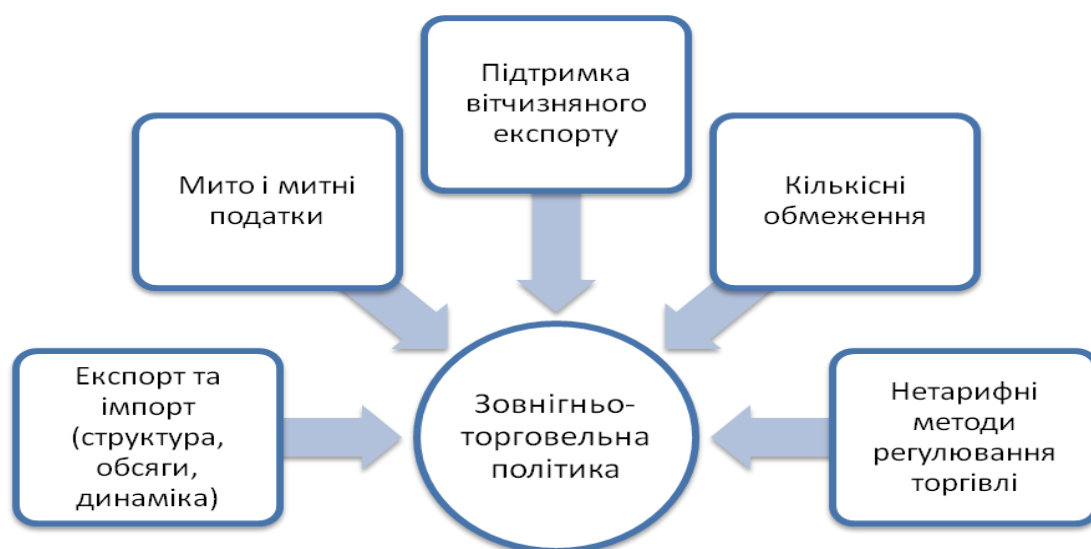 Підтримка
вітчизняного
експорту
Мито і митні
податки
Кількісні
обмеження
Експорт та
імпорт
(структура,
обсяги,
динаміка)
Зовнігньо-
торговельна
політика
Нетарифні
методи
регулювання
торгівлі